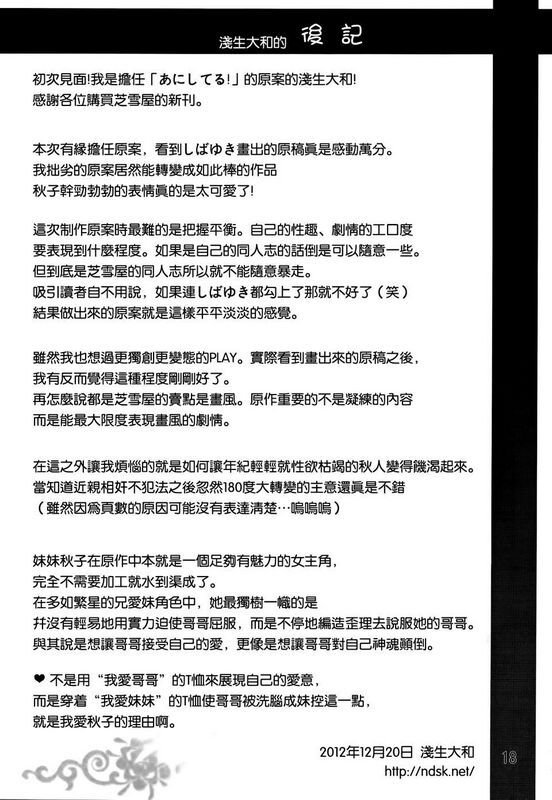 淺生大和的 後記
初次見面!我是擔任「あにしてる!」的原案的淺生大和!
感謝各位購買芝雪屋的新刊。
本次有緣擔任原案，看到しばゆき畫出的原稿眞是感動萬分。
我拙劣的原案居然能轉變成如此棒的作品
秋子幹勁勃勃的表情眞的是太可愛了!
這次制作原案時最難的是把握平衡。自己的性趣、劇情的工口度
要表現到什麼程度。如果是自己的同人志的話倒是可以隨意一些。
但到底是芝雪屋的同人志所以就不能隨意暴走。
吸引讀者自不用說，如果連しばゆき都勾上了那就不好了（笑）
結果做出來的原案就是這樣平平淡淡的感覺。
雖然我也想過更獨創更變態的PLAY。實際看到畫出來的原稿之後，
我有反而覺得這種程度剛剛好了。
再怎麼說都是芝雪屋的賣點是畫風。原作重要的不是凝練的內容
而是能最大限度表現畫風的劇情。
在這之外讓我煩惱的就是如何讓年紀輕輕就性欲枯竭的秋人變得饑渴起來。
當知道近親相奸不犯法之後忽然180度大轉變的主意還眞是不錯
（雖然因爲頁數的原因可能沒有表達淸楚…嗚嗚嗚）
妹妹秋子在原作中本就是一個足夠有魅力的女主角，
完全不需要加工就水到渠成了。
在多如繁星的兄愛妹角色中，她最獨樹一幟的是
幷沒有輕易地用實力迫使哥哥屈服，而是不停地編造歪理去說服她的哥哥。
與其說是想讓哥哥接受自己的愛，更像是想讓哥哥對自己神魂顛倒。
♥ 不是用“我愛哥哥”的T恤來展現自己的愛意，
而是穿着“我愛妹妹”的T恤使哥哥被洗腦成妹控這一點，
就是我愛秋子的理由啊。
2012年12月20日 淺生大和
http://ndsk.net/
18